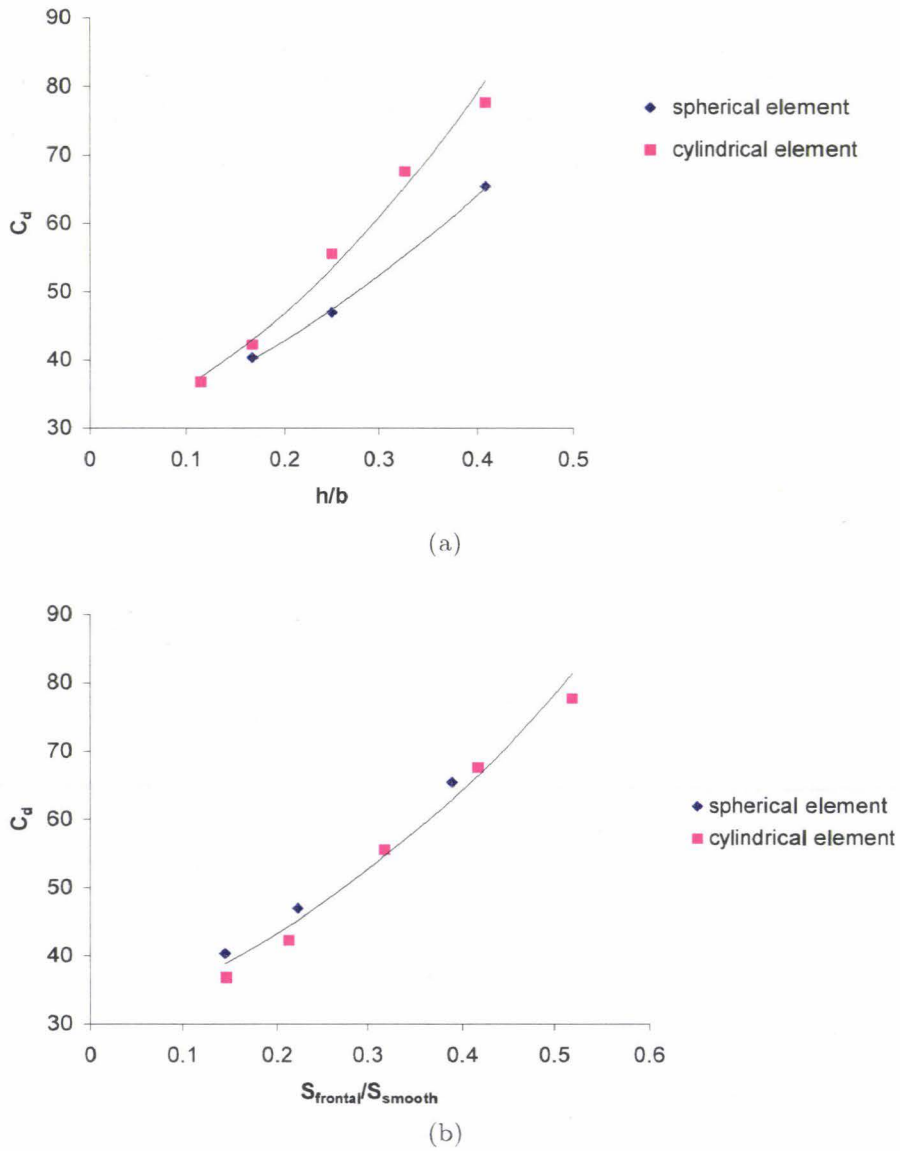 90
80
70
60
50
40
30
C_d
0 0.1 0.2 0.3 0.4 0.5
h/b
spherical element
cylindrical element
(a)
90
80
70
60
50
40
30
C_d
0 0.1 0.2 0.3 0.4 0.5 0.6
S_frontal/S_smooth
spherical element
cylindrical element
(b)